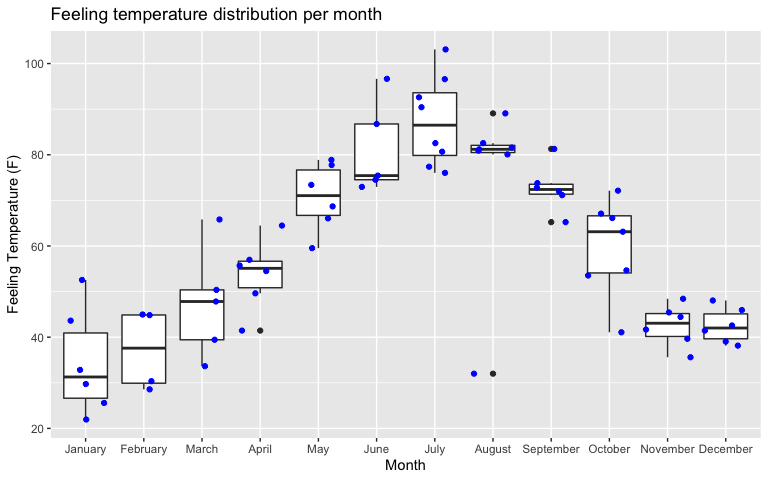 Feeling temperature distribution per month
Feeling Temperature (F)
100
80
60
40
20
January February March April May June July August September October November December
Month